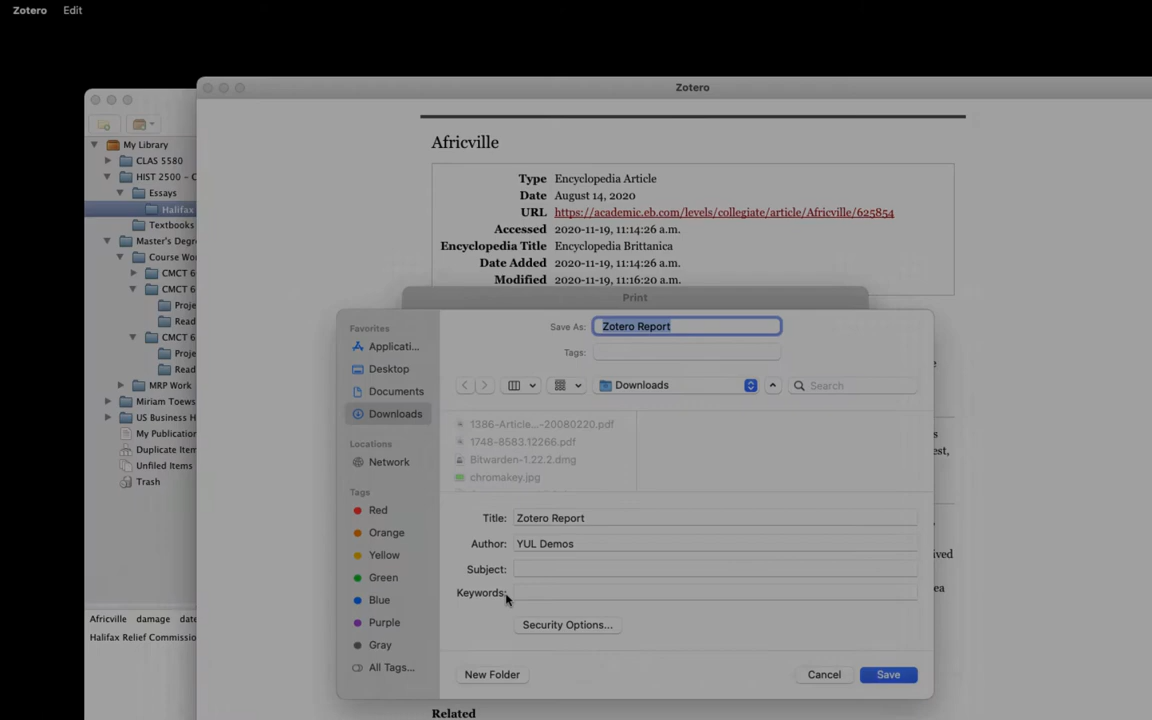 Zotero Edit
Zotero
My Library
CLAS 5580
HIST 2500 - C
Essays
Halifax
Textbooks
Master's Degr
Course Wo
CMCT 6
CMCT 6
Proje
Read
CMCT 6
Proje
Read
MRP Work
Miriam Toews
US Business H
My Publication
Duplicate Item
Unfiled Items
Trash
Africville damage date
Halifax Relief Commissio
Africville
Type Encyclopedia Article
Date August 14, 2020
URL https://academic.eb.com/levels/collegiate/article/Africville/625854
Accessed 2020-11-19, 11:14:26 a.m.
Encyclopedia Title Encyclopedia Brittanica
Date Added 2020-11-19, 11:14:26 a.m.
Modified 2020-11-19, 11:16:20 a.m.
Print
Favorites
Applicati...
Desktop
Documents
Downloads
Locations
Network
Tags
Red
Orange
Yellow
Green
Blue
Purple
Gray
All Tags...
Save As: Zotero Report
Tags:
Downloads
Search
1386-Article...-20080220.pdf
1748-8583.12266.pdf
Bitwarden-1.22.2.dmg
chromakey.jpg
Title: Zotero Report
Author: YUL Demos
Subject:
Keywords:
Security Options...
New Folder Cancel Save
Related